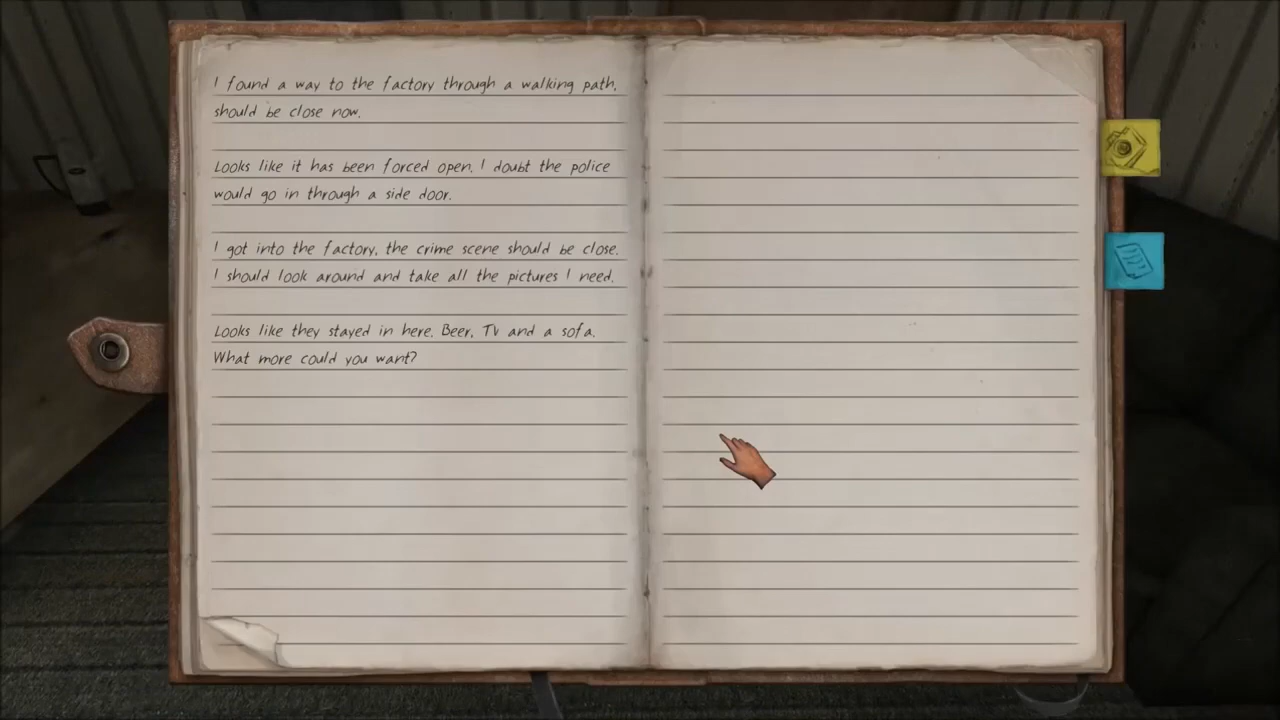 I found a way to the factory through a walking path,
should be close now.
Looks like it has been forced open. I doubt the police
would go in through a side door.
I got into the factory, the crime scene should be close.
I should look around and take all the pictures I need.
Looks like they stayed in here. Beer, TV and a sofa.
What more could you want?